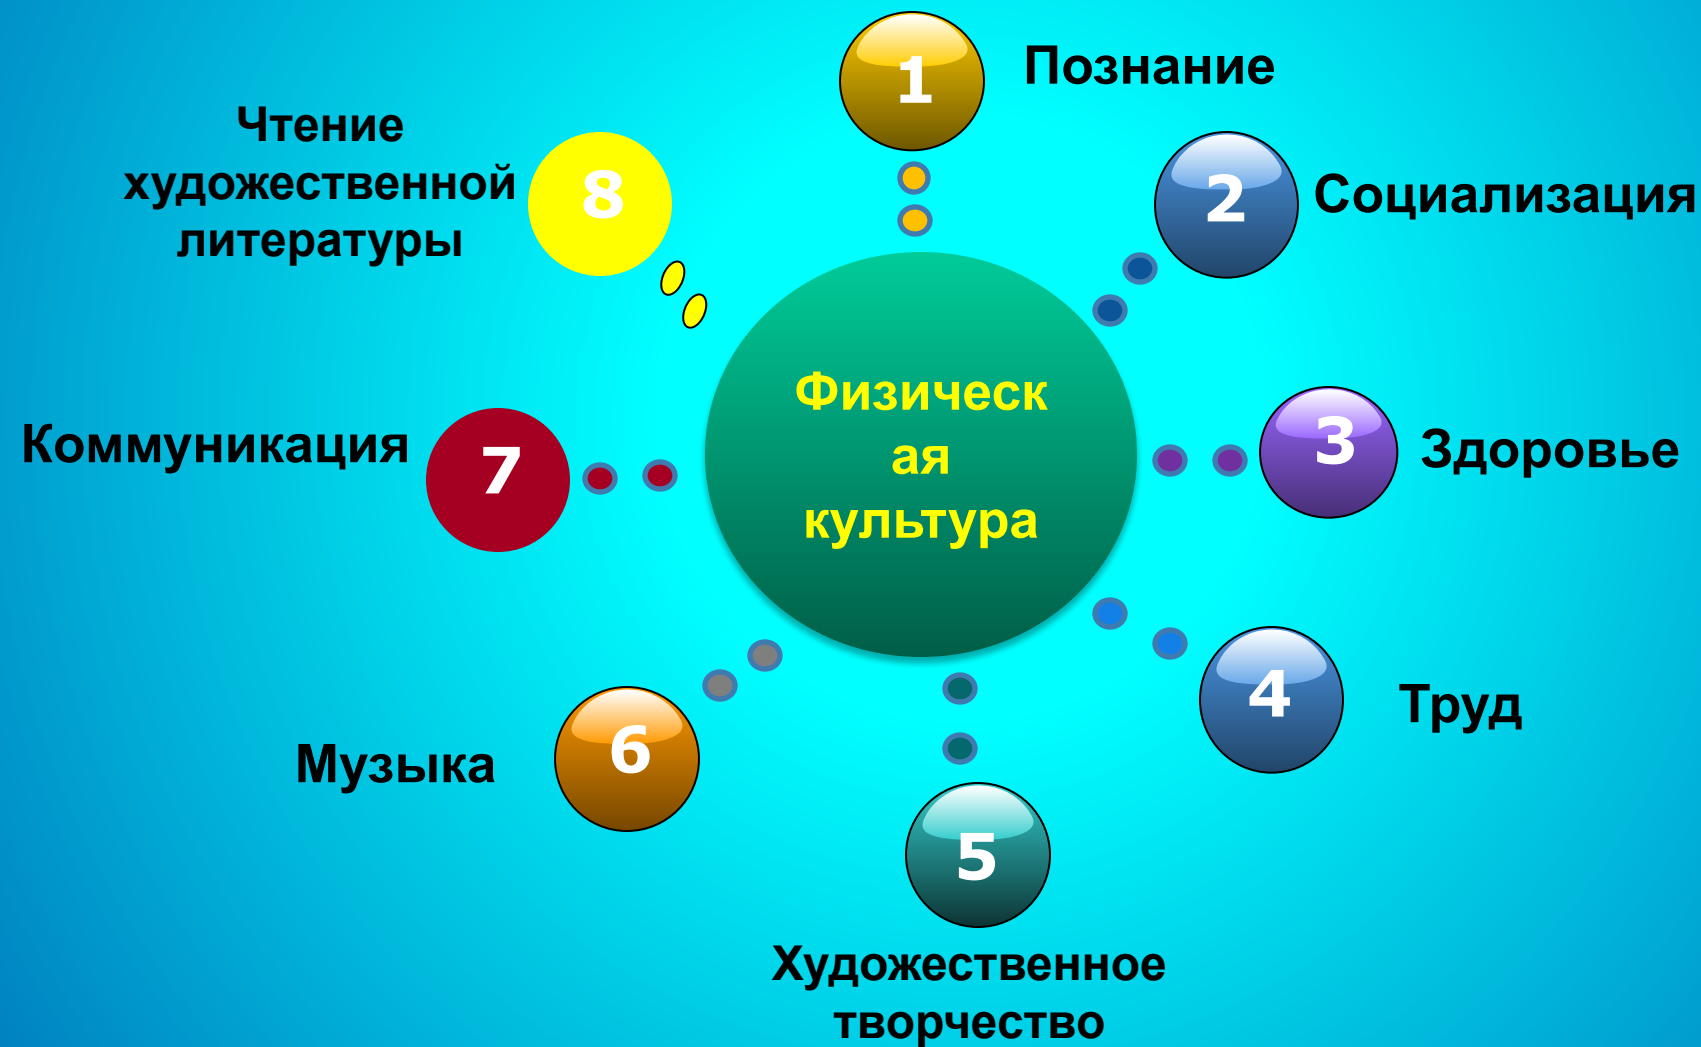 1
Познание
2
Социализация
3
Здоровье
4
Труд
5
Художественное
творчество
6
Музыка
7
Коммуникация
8
Чтение
художественной
литературы
Физическ
ая
культура